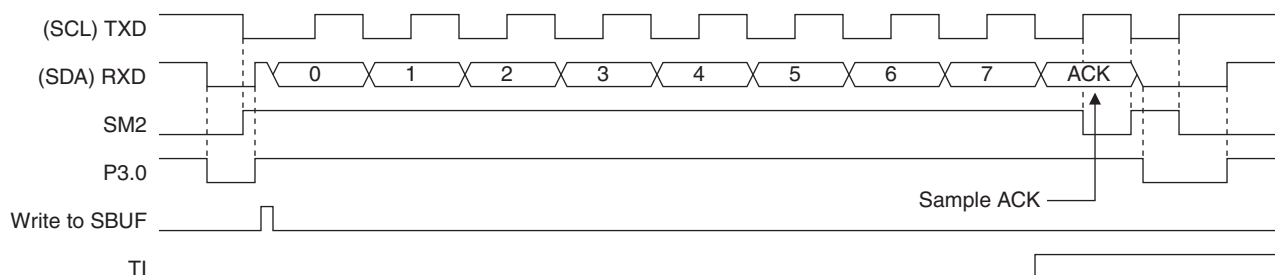 (SCL) TXD
(SDA) RXD 0 1 2 3 4 5 6 7 ACK
SM2
P3.0
Sample ACK
Write to SBUF
TI